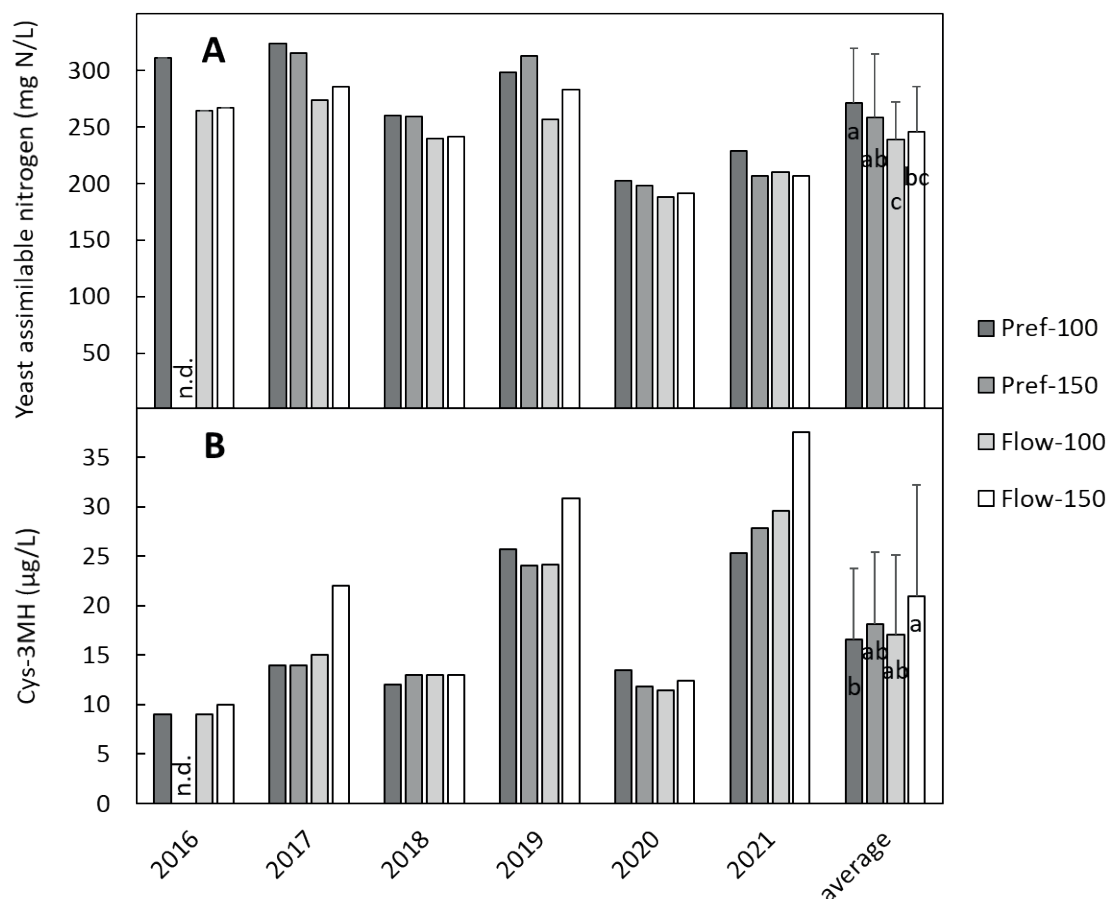 Yeast assimilable nitrogen (mg N/L)
A
300
250
200
150
100
50
n.d.
a
ab
c
bc
Pref-100
Pref-150
Flow-100
Flow-150
Cys-3MH (µg/L)
B
35
30
25
20
15
10
5
0
n.d.
b
ab
ab
a
2016
2017
2018
2019
2020
2021
average